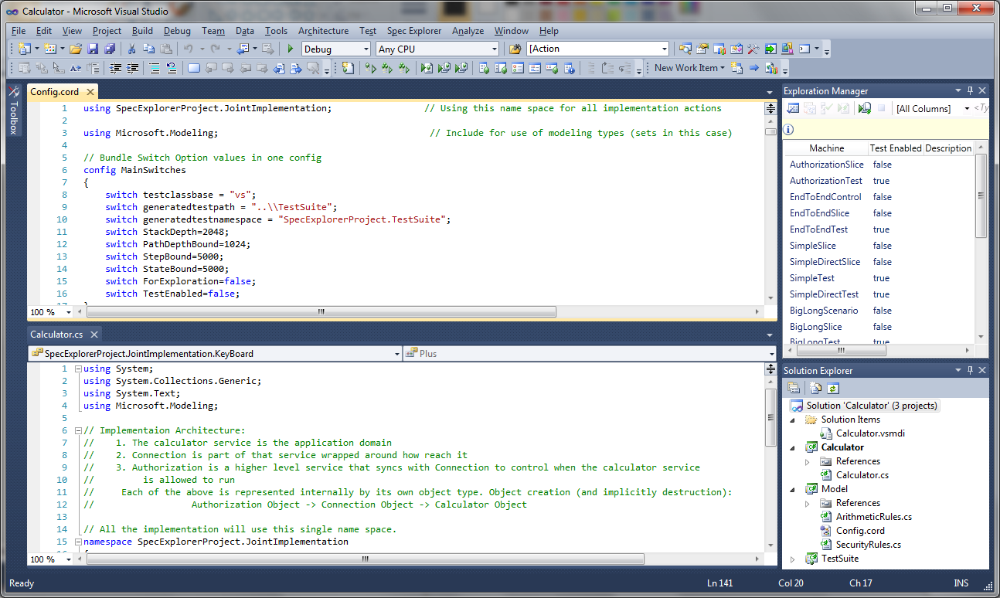 Calculator - Microsoft Visual Studio
File Edit View Project Build Debug Team Data Tools Architecture Test Spec Explorer Analyze Window Help
Debug Any CPU [Action
New Work Item
Toolbox
Config.cord
1 using SpecExplorerProject.JointImplementation; // Using this name space for all implementation actions
2
3 using Microsoft.Modeling; // Include for use of modeling types (sets in this case)
4
5 // Bundle Switch Option values in one config
6 config MainSwitches
7 {
8 switch testclassbase = "vs";
9 switch generatedtestpath = "..\\TestSuite";
10 switch generatedtestnamespace = "SpecExplorerProject.TestSuite";
11 switch StackDepth=2048;
12 switch PathDepthBound=1024;
13 switch StepBound=5000;
14 switch StateBound=5000;
15 switch ForExploration=false;
16 switch TestEnabled=false;
17 }
100 %
Calculator.cs
SpecExplorerProject.JointImplementation.KeyBoard Plus
1 using System;
2 using System.Collections.Generic;
3 using System.Text;
4 using Microsoft.Modeling;
5
6 // Implementaion Architecture:
7 // 1. The calculator service is the application domain
8 // 2. Connection is part of that service wrapped around how reach it
9 // 3. Authorization is a higher level service that syncs with Connection to control when the calculator service
10 // is allowed to run
11 // Each of the above is represented internally by its own object type. Object creation (and implicitly destruction):
12 // Authorization Object -> Connection Object -> Calculator Object
13
14 // All the implementation will use this single name space.
15 namespace SpecExplorerProject.JointImplementation
16 {
100 %
Exploration Manager
[All Columns] <Ty
Machine Test Enabled Description
AuthorizationSlice false
AuthorizationTest true
EndToEndControl false
EndToEndSlice false
EndToEndTest true
SimpleSlice false
SimpleDirectSlice false
SimpleTest true
SimpleDirectTest true
BigLongScenario false
BigLongSlice false
BigLongTest true
Solution Explorer
Solution 'Calculator' (3 projects)
Solution Items
Calculator.vsmdi
Calculator
References
Calculator.cs
Model
References
ArithmeticRules.cs
Config.cord
SecurityRules.cs
TestSuite
Ready Ln 141 Col 20 Ch 17 INS